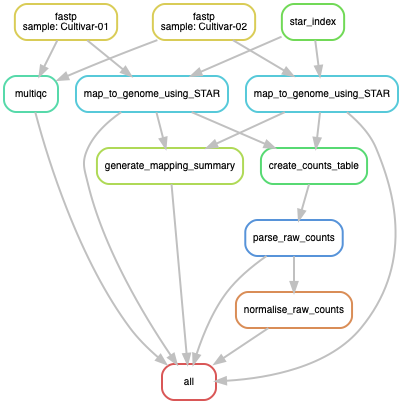 fastp
sample: Cultivar-01
fastp
sample: Cultivar-02
star_index
multiqc
map_to_genome_using_STAR
map_to_genome_using_STAR
generate_mapping_summary
create_counts_table
parse_raw_counts
normalise_raw_counts
all